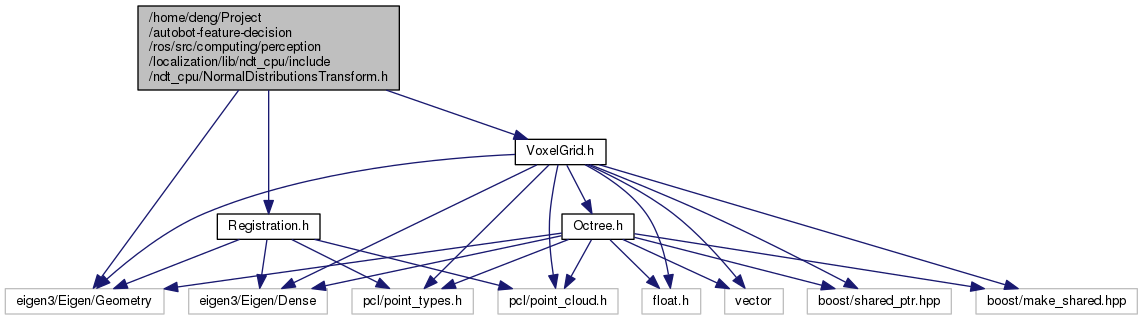 /home/deng/Project
/autobot-feature-decision
/ros/src/computing/perception
/localization/lib/ndt_cpu/include
/ndt_cpu/NormalDistributionsTransform.h
VoxelGrid.h
Registration.h
Octree.h
eigen3/Eigen/Geometry
eigen3/Eigen/Dense
pcl/point_types.h
pcl/point_cloud.h
float.h
vector
boost/shared_ptr.hpp
boost/make_shared.hpp